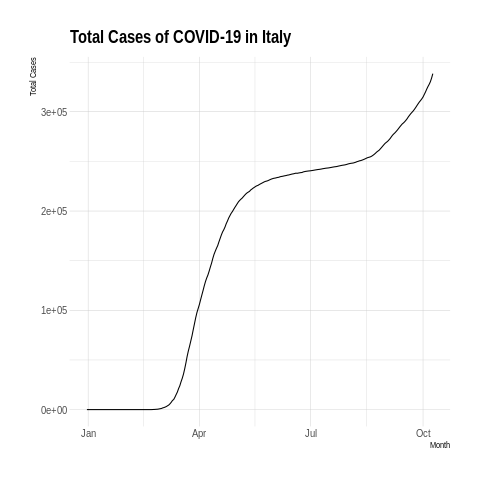 Total Cases of COVID-19 in Italy
Total Cases
3e+05
2e+05
1e+05
0e+00
Jan Apr Jul Oct
Month